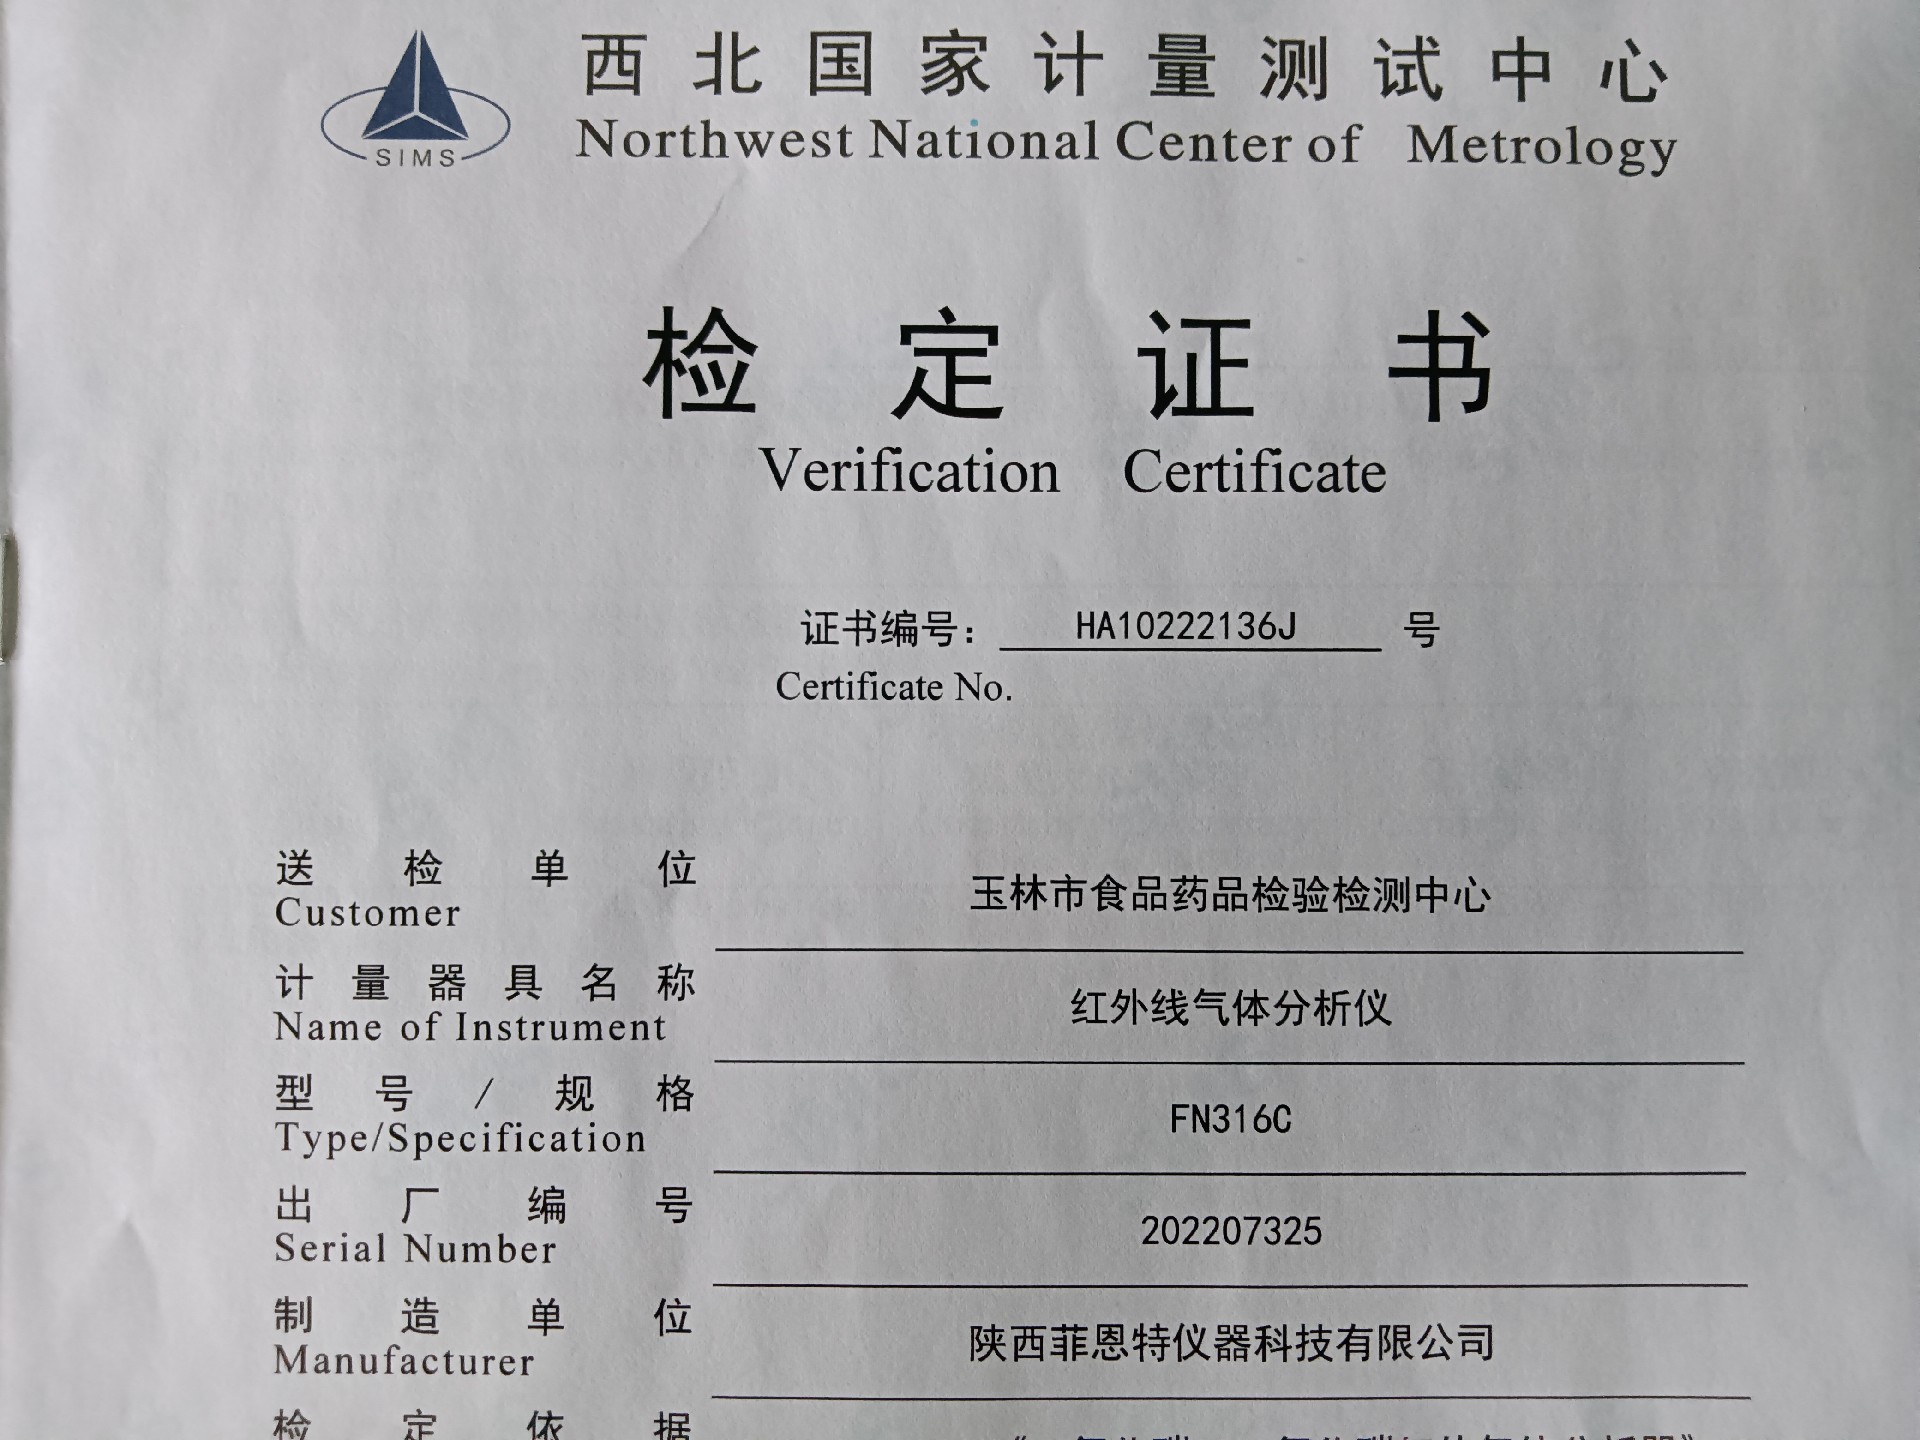 SIMS
西北国家计量测试中心
Northwest National Center of Metrology
检定证书
Verification Certificate
证书编号： HA10222136J 号
Certificate No.
送检单位 玉林市食品药品检验检测中心
Customer
计量器具名称 红外线气体分析仪
Name of Instrument
型号/规格 FN316C
Type/Specification
出厂编号 202207325
Serial Number
制造单位 陕西菲恩特仪器科技有限公司
Manufacturer
检定依据